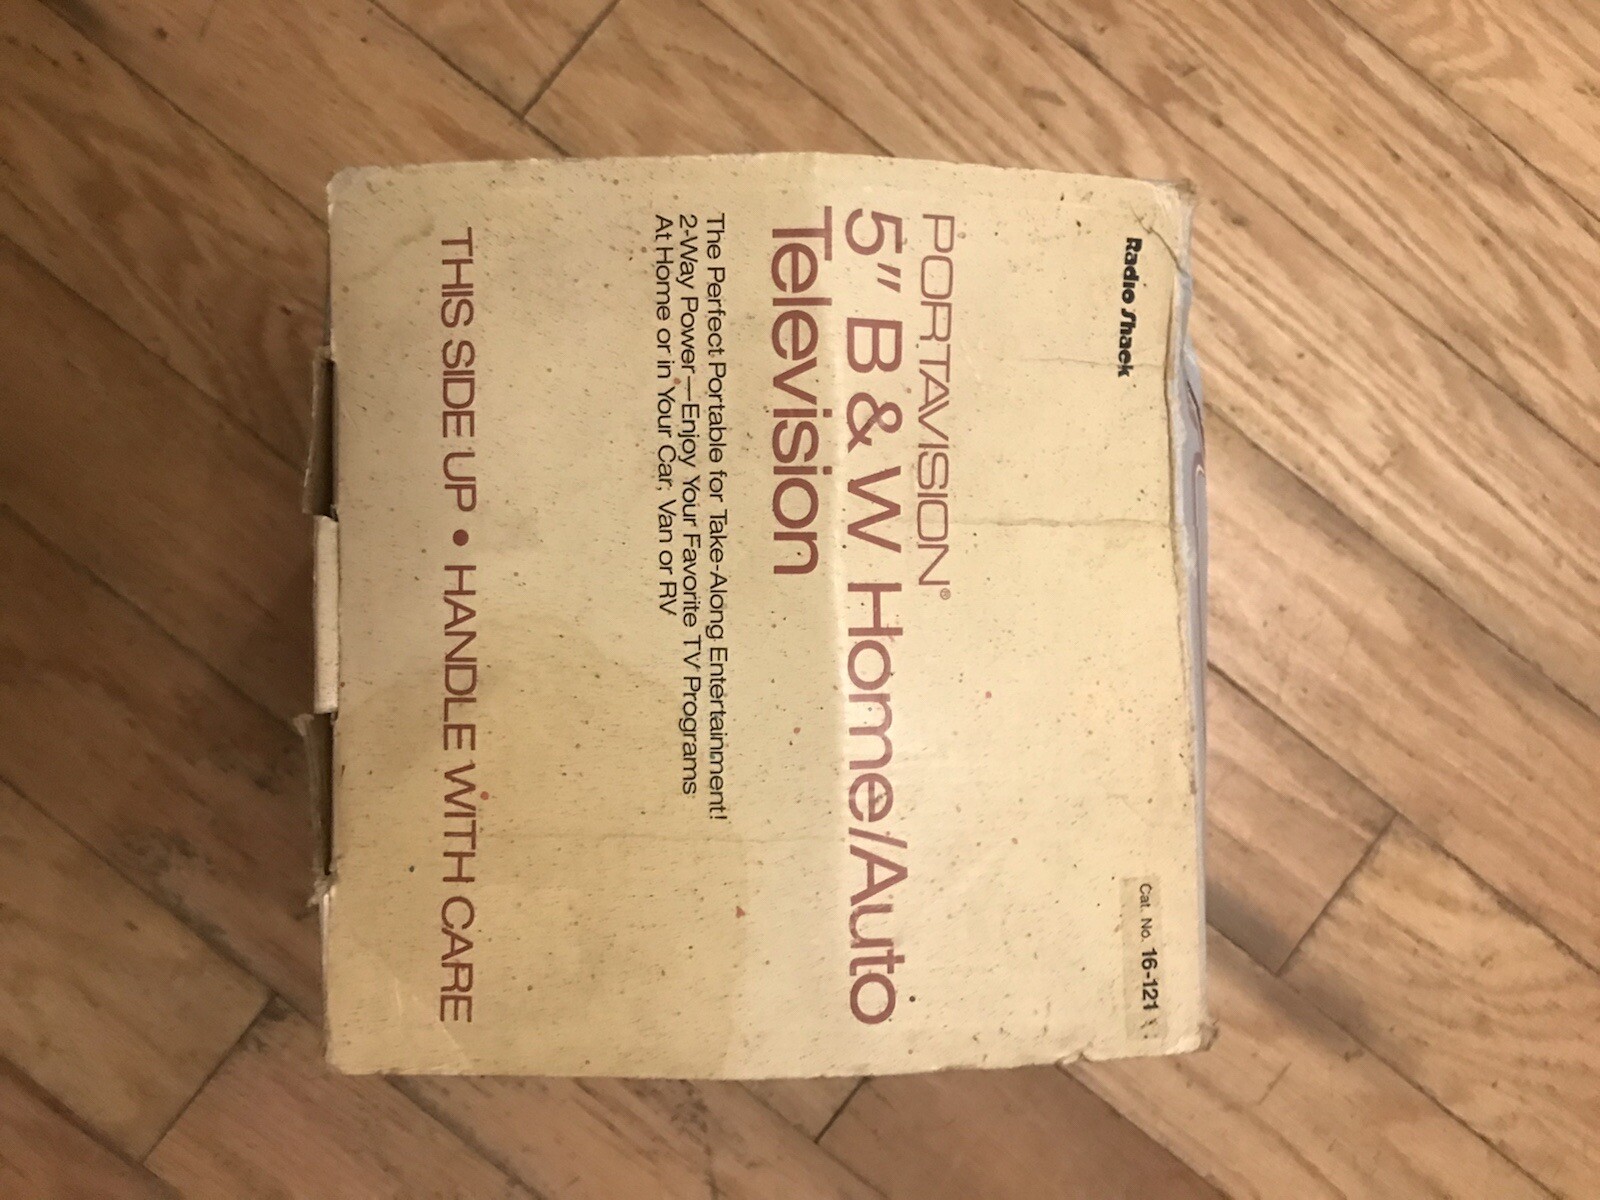 Radio Shack
Cat. No. 16-121
PORTAVISION®
5" B & W Home/Auto
Television
The Perfect Portable for Take-Along Entertainment!
2-Way Power—Enjoy Your Favorite TV Programs
At Home or in Your Car, Van or RV
THIS SIDE UP • HANDLE WITH CARE